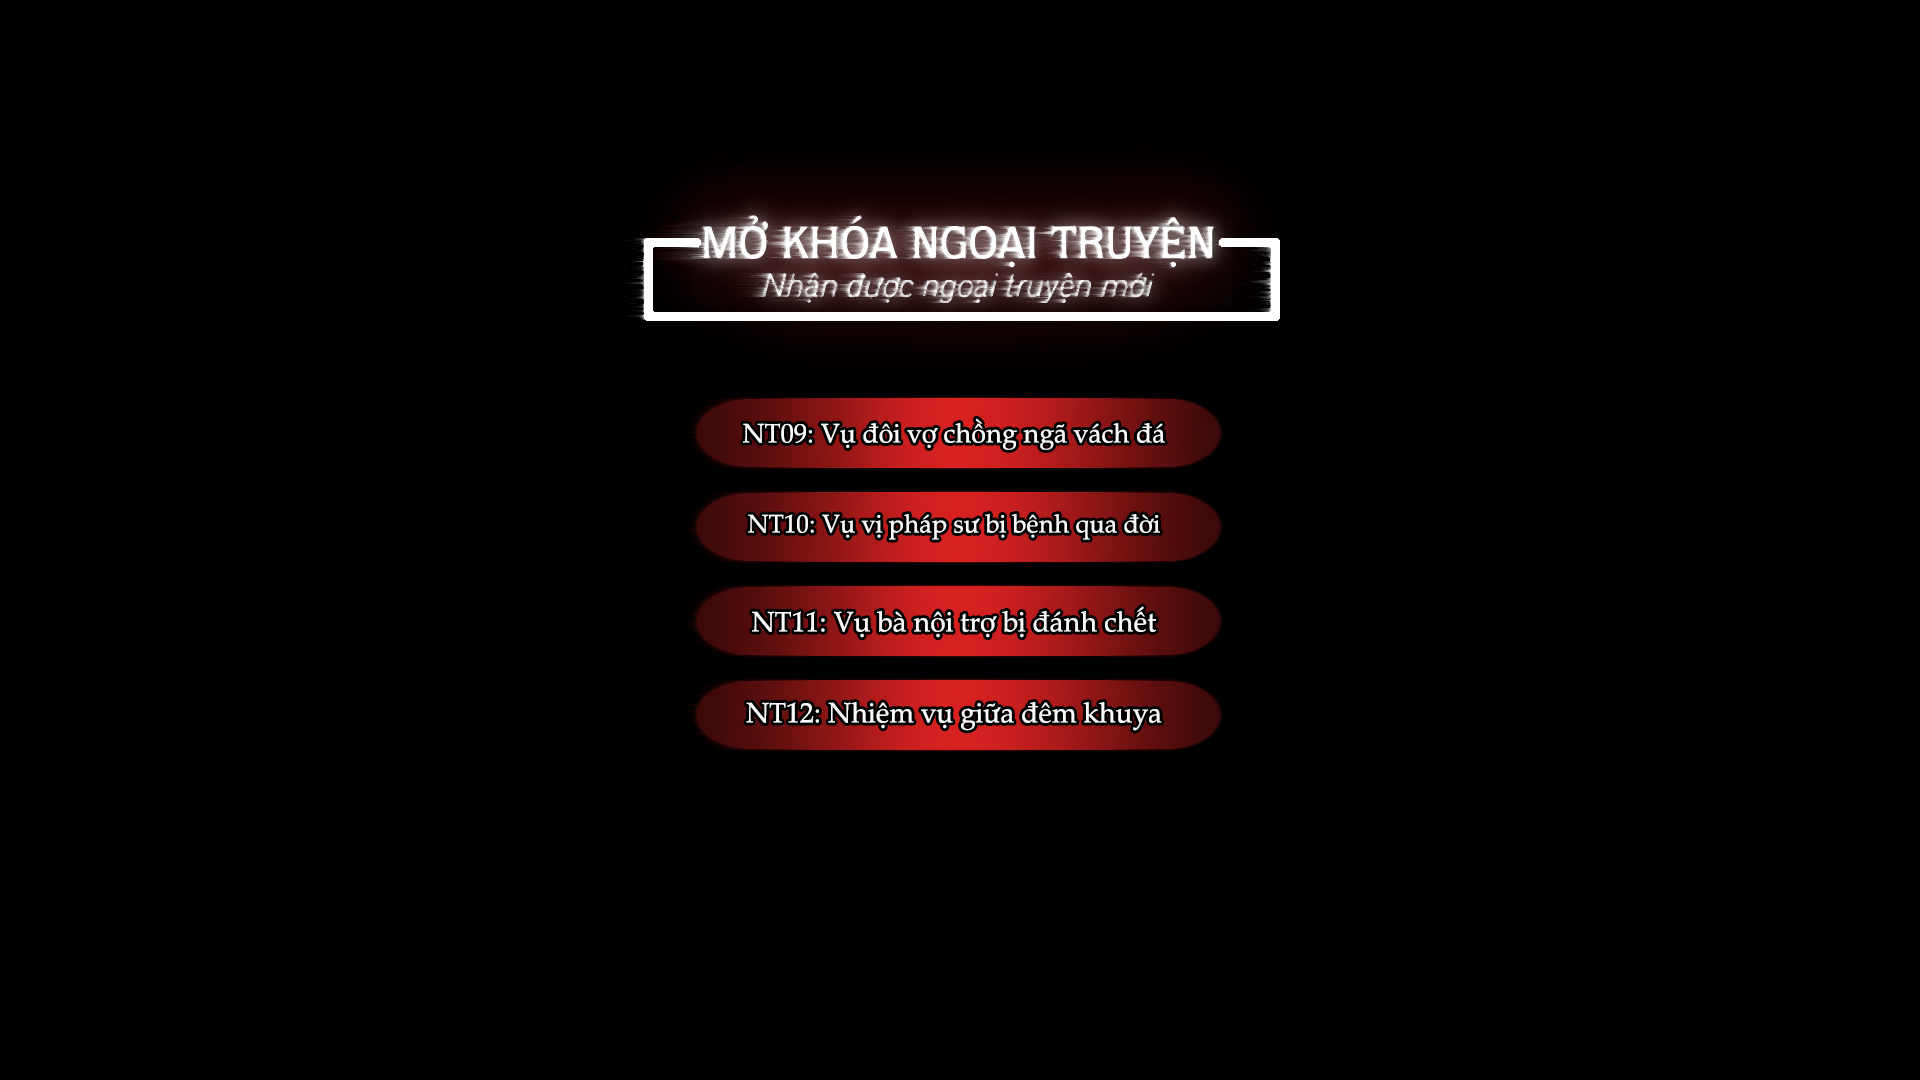 MỞ KHÓA NGOẠI TRUYỆN
Nhận được ngoại truyện mới
NT09: Vụ đôi vợ chồng ngã vách đá
NT10: Vụ vị pháp sư bị bệnh qua đời
NT11: Vụ bà nội trợ bị đánh chết
NT12: Nhiệm vụ giữa đêm khuya